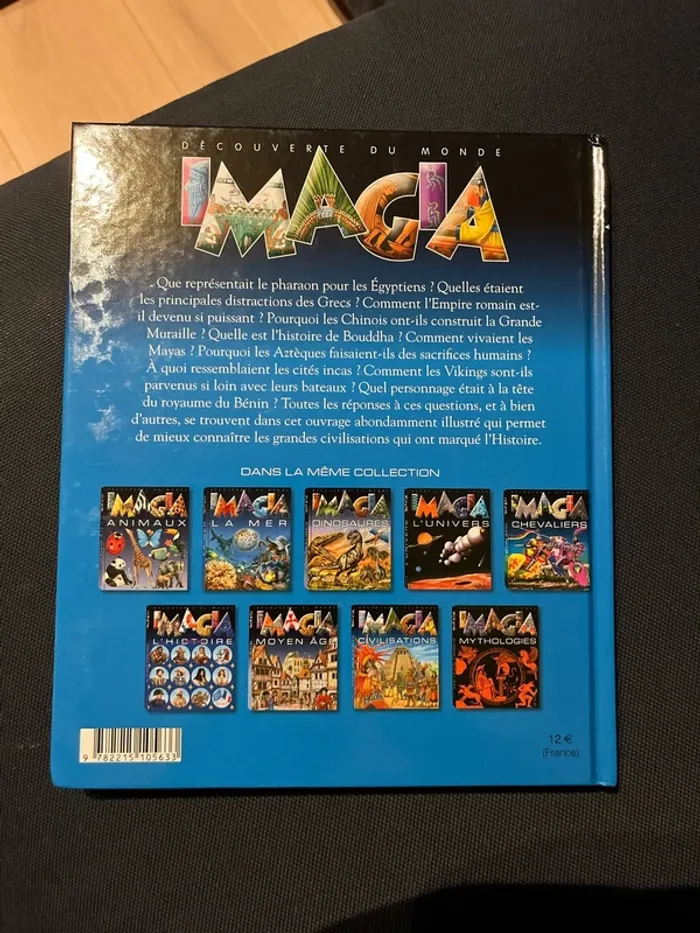 DÉCOUVERTE DU MONDE
IMAGIA
Que représentait le pharaon pour les Égyptiens ? Quelles étaient
les principales distractions des Grecs ? Comment l'Empire romain est-
il devenu si puissant ? Pourquoi les Chinois ont-ils construit la Grande
Muraille ? Quelle est l'histoire de Bouddha ? Comment vivaient les
Mayas ? Pourquoi les Aztèques faisaient-ils des sacrifices humains ?
À quoi ressemblaient les cités incas ? Comment les Vikings sont-ils
parvenus si loin avec leurs bateaux ? Quel personnage était à la tête
du royaume du Bénin ? Toutes les réponses à ces questions, et à bien
d'autres, se trouvent dans cet ouvrage abondamment illustré qui permet
de mieux connaître les grandes civilisations qui ont marqué l'Histoire.
DANS LA MÊME COLLECTION
IMAGIA
ANIMAUX
IMAGIA
LA MER
IMAGIA
DINOSAURES
IMAGIA
L'UNIVERS
IMAGIA
CHEVALIERS
IMAGIA
L'HISTOIRE
IMAGIA
MOYEN ÂGE
IMAGIA
CIVILISATIONS
IMAGIA
MYTHOLOGIES
9 782215 105633
12 €
(France)